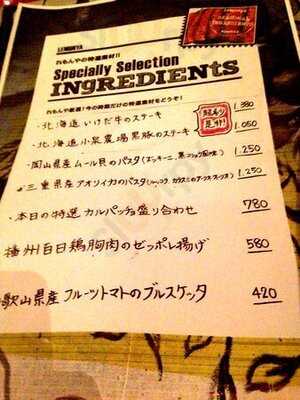 LEMONYA
れもんやの特選素材!!
Specially Selection
INGREDIENTS
れもんや厳選!今の時期だけの特選素材をどうぞ!
・北海道いけだ牛のステーキ 1.380
・北海道小泉農場黒豚のステーキ 1.050
・岡山県産ムール貝のパスタ 1.250
三重県産アオリイカのパスタ 1.250
・本日の特選カルパッチョ盛り合わせ 780
播州百日鶏胸肉のゼッポレ揚げ 580
歌山県産フルーツトマトのブルスケッタ 420